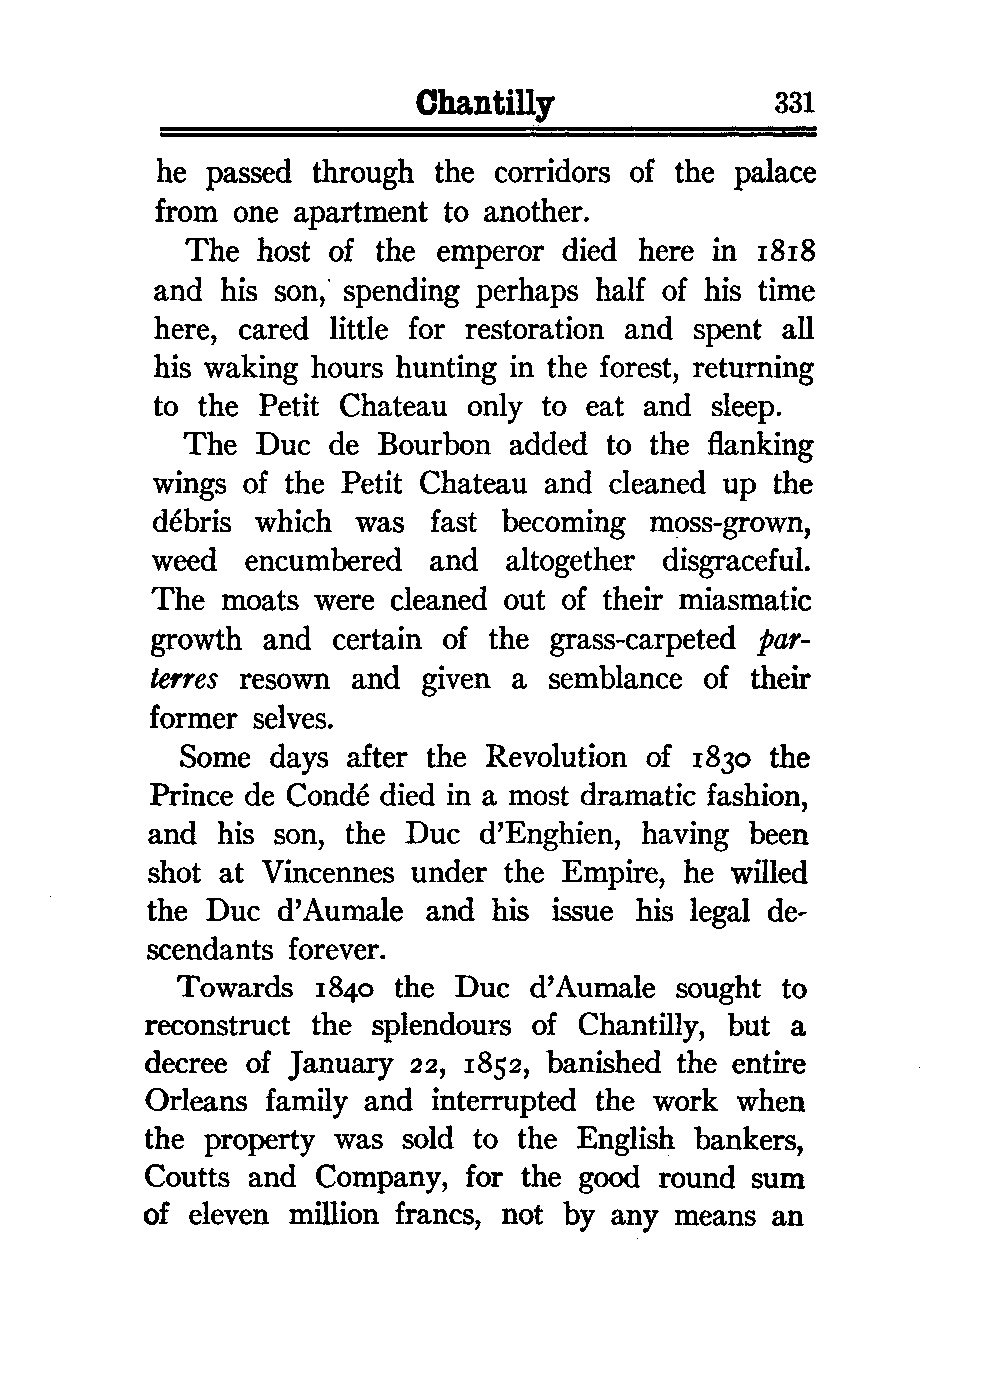 Chantilly 331
he passed through the corridors of the palace
from one apartment to another.
The host of the emperor died here in 1818
and his son, spending perhaps half of his time
here, cared little for restoration and spent all
his waking hours hunting in the forest, returning
to the Petit Chateau only to eat and sleep.
The Duc de Bourbon added to the flanking
wings of the Petit Chateau and cleaned up the
débris which was fast becoming moss-grown,
weed encumbered and altogether disgraceful.
The moats were cleaned out of their miasmatic
growth and certain of the grass-carpeted par-
terres resown and given a semblance of their
former selves.
Some days after the Revolution of 1830 the
Prince de Condé died in a most dramatic fashion,
and his son, the Duc d'Enghien, having been
shot at Vincennes under the Empire, he willed
the Duc d'Aumale and his issue his legal de-
scendants forever.
Towards 1840 the Duc d'Aumale sought to
reconstruct the splendours of Chantilly, but a
decree of January 22, 1852, banished the entire
Orleans family and interrupted the work when
the property was sold to the English bankers,
Coutts and Company, for the good round sum
of eleven million francs, not by any means an